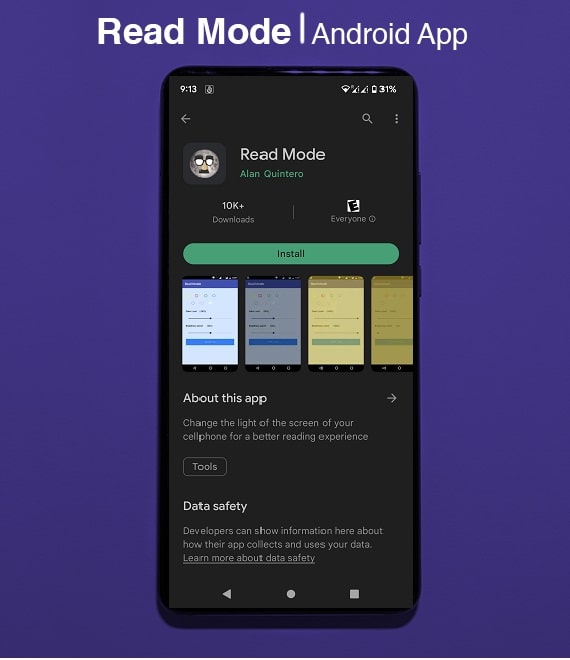 Read Mode | Android App
9:13 31%
Read Mode
Alan Quintero
10K+
Downloads
Everyone
Install
About this app
Change the light of the screen of your
cellphone for a better reading experience
Tools
Data safety
Developers can show information here about
how their app collects and uses your data.
Learn more about data safety